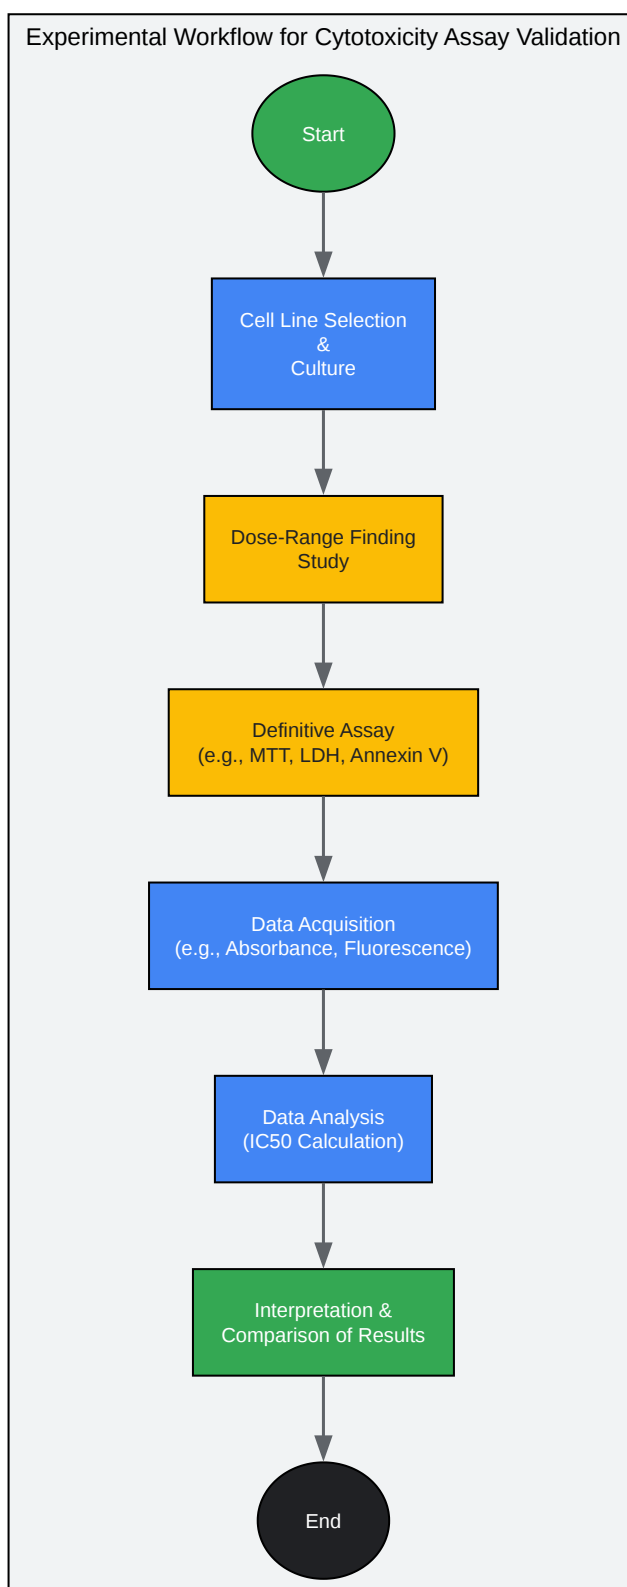 Experimental Workflow for Cytotoxicity Assay Validation
Start
Cell Line Selection
&
Culture
Dose-Range Finding
Study
Definitive Assay
(e.g., MTT, LDH, Annexin V)
Data Acquisition
(e.g., Absorbance, Fluorescence)
Data Analysis
(IC50 Calculation)
Interpretation &
Comparison of Results
End